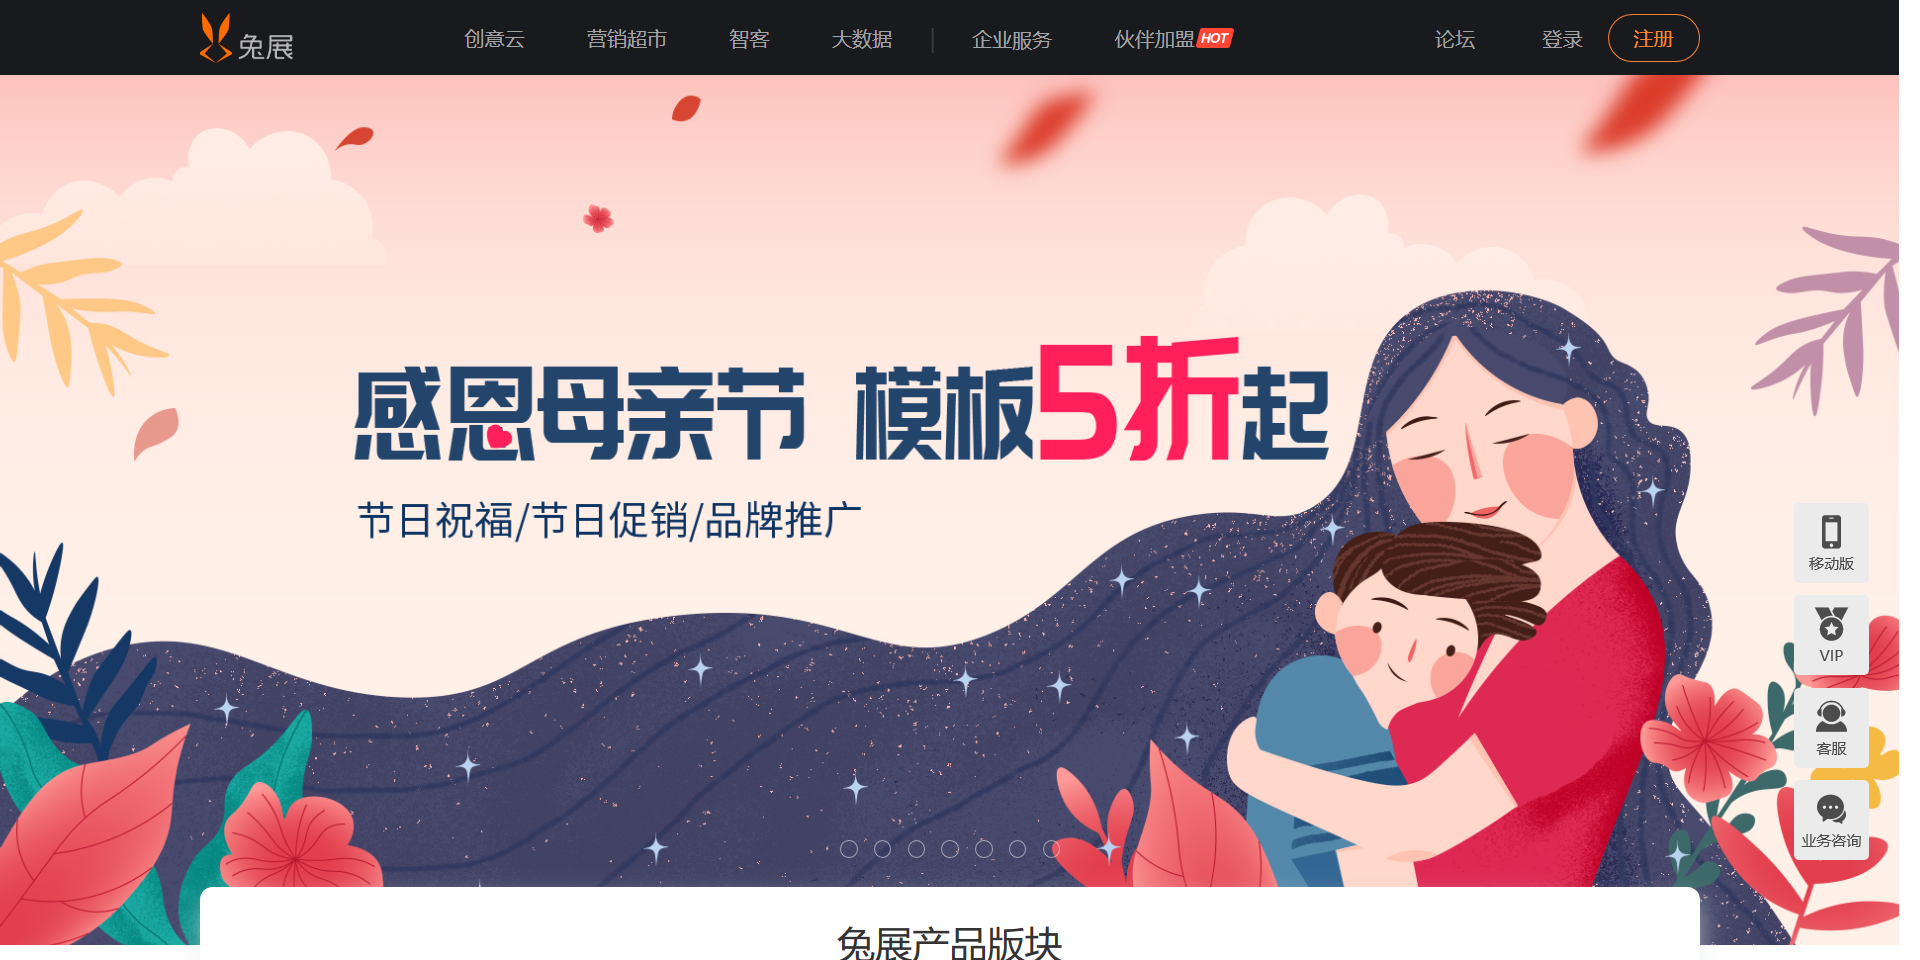 兔展
创意云 营销超市 智客 大数据 企业服务 伙伴加盟 HOT 论坛 登录 注册
感恩母亲节 模板5折起
节日祝福/节日促销/品牌推广
移动版
VIP
客服
业务咨询
兔展产品版块